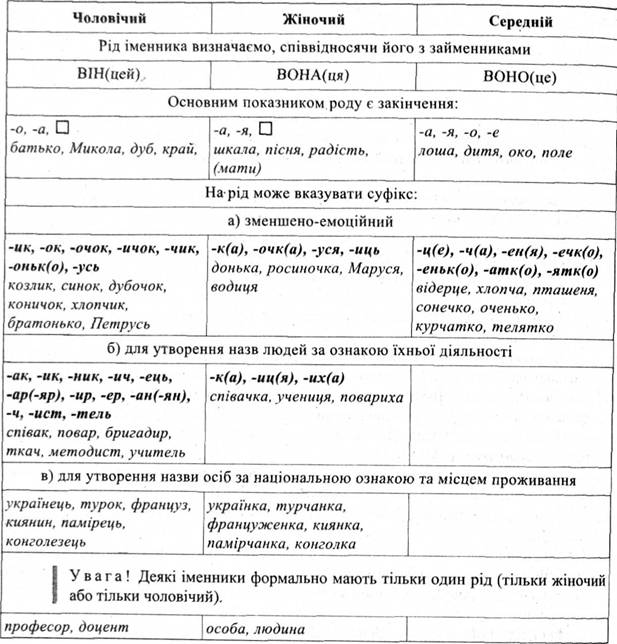 Чоловічий Жіночий Середній
Рід іменника визначаємо, співвідносячи його з займенниками
ВІН(цей) ВОНА(ця) ВОНО(це)
Основним показником роду є закінчення:
-о, -а, □ -а, -я, □ -а, -я, -о, -е
батько, Микола, дуб, край, шкала, пісня, радість, лоша, дитя, око, поле
(мати)
На рід може вказувати суфікс:
а) зменшено-емоційний
-ик, -ок, -очок, -ичок, -чик, -к(а), -очк(а), -уся, -иць -ц(е), -ч(а), -ен(я), -ечк(о),
-оньк(о), -усь донька, росиночка, Маруся, -еньк(о), -атк(о), -ятк(о)
козлик, синок, дубочок, водиця відерце, хлопча, пташеня,
коничок, хлопчик, сонечко, оченько,
братонько, Петрусь курчатко, телятко
б) для утворення назв людей за ознакою їхньої діяльності
-ак, -ик, -ник, -ич, -ець, -к(а), -иц(я), -их(а)
-ар(-яр), -ир, -ер, -ан(-ян), співачка, учениця, повариха
-ч, -ист, -тель
співак, повар, бригадир,
ткач, методист, учитель
в) для утворення назви осіб за національною ознакою та місцем проживання
українець, турок, француз, українка, турчанка,
киянин, памірець, француженка, киянка,
конголезець памірчанка, конголка
Увага! Деякі іменники формально мають тільки один рід (тільки жіночий
або тільки чоловічий).
професор, доцент особа, людина